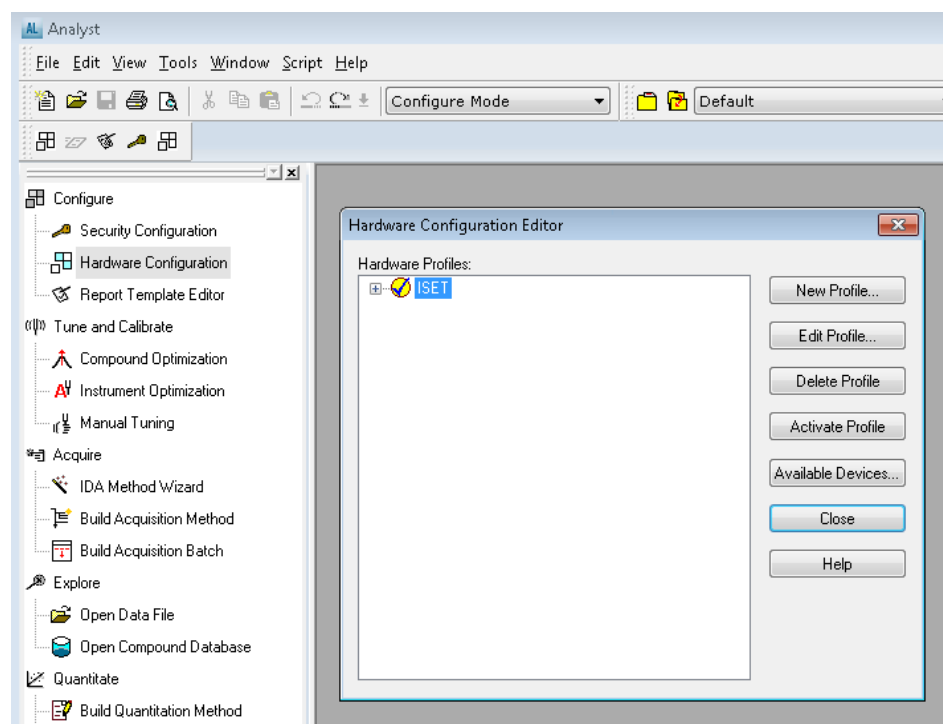 AL Analyst
File Edit View Tools Window Script Help
Configure Mode Default
Configure
Security Configuration
Hardware Configuration
Report Template Editor
Tune and Calibrate
Compound Optimization
Instrument Optimization
Manual Tuning
Acquire
IDA Method Wizard
Build Acquisition Method
Build Acquisition Batch
Explore
Open Data File
Open Compound Database
Quantitate
Build Quantitation Method
Hardware Configuration Editor
Hardware Profiles:
ISET
New Profile...
Edit Profile...
Delete Profile
Activate Profile
Available Devices...
Close
Help